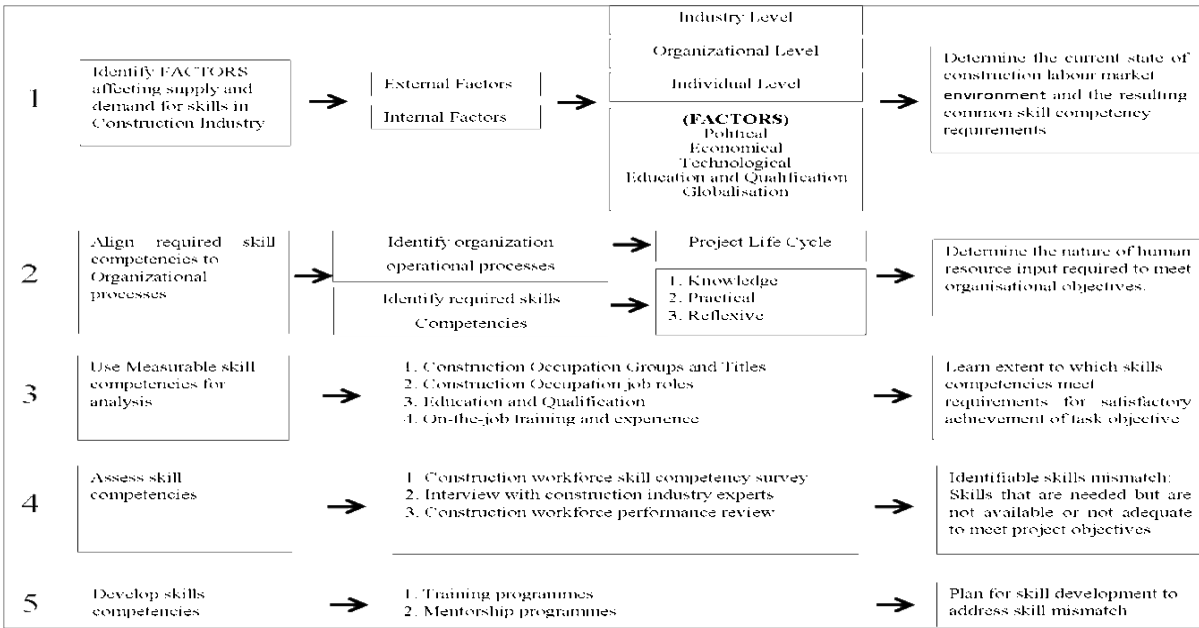 1
Identify FACTORS
affecting supply and
demand for skills in
Construction Industry
External Factors
Internal Factors
Industry Level
Organizational Level
Individual Level
(FACTORS)
Political
Economical
Technological
Education and Qualification
Globalisation
Determine the current state of
construction labour market
environment and the resulting
common skill competency
requirements
2
Align required skill
competencies to
Organizational
processes
Identify organization
operational processes
Identify required skills
Competencies
Project Life Cycle
1. Knowledge
2. Practical
3. Reflexive
Determine the nature of human
resource input required to meet
organisational objectives.
3
Use Measurable skill
competencies for
analysis
1. Construction Occupation Groups and Titles
2. Construction Occupation job roles
3. Education and Qualification
4. On-the-job training and experience
Learn extent to which skills
competencies meet
requirements for satisfactory
achievement of task objective
4
Assess skill
competencies
1. Construction workforce skill competency survey
2. Interview with construction industry experts
3. Construction workforce performance review
Identifiable skills mismatch:
Skills that are needed but are
not available or not adequate
to meet project objectives
5
Develop skills
competencies
1. Training programmes
2. Mentorship programmes
Plan for skill development to
address skill mismatch